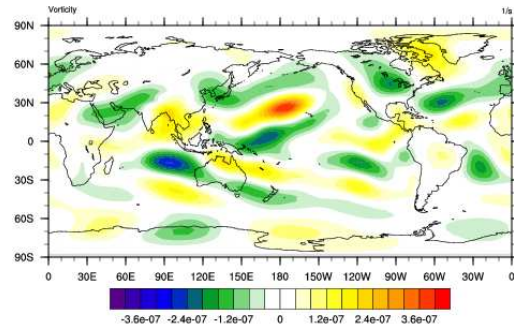 Vorticity 1/s
90N
60N
30N
0
30S
60S
90S
0 30E 60E 90E 120E 150E 180 150W 120W 90W 60W 30W 0
-3.6e-07 -2.4e-07 -1.2e-07 0 1.2e-07 2.4e-07 3.6e-07